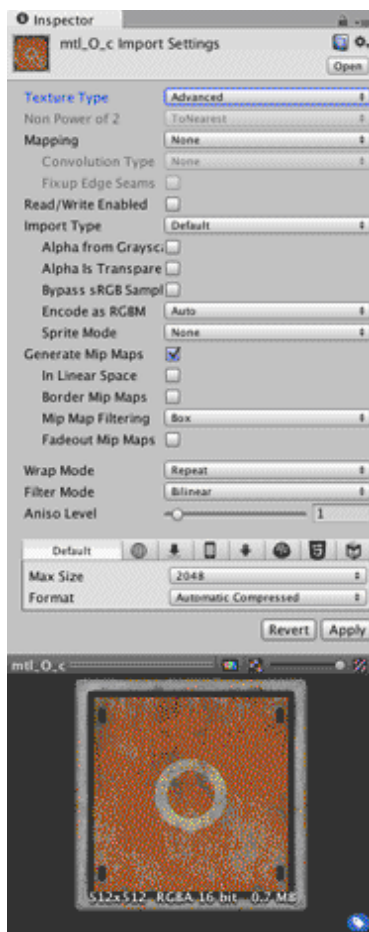 Inspector
mtl_O_c Import Settings
Open
Texture Type Advanced
Non Power of 2 ToNearest
Mapping None
Convolution Type None
Fixup Edge Seams
Read/Write Enabled
Import Type Default
Alpha from Graysca
Alpha Is Transpare
Bypass sRGB Sampl
Encode as RGBM Auto
Sprite Mode None
Generate Mip Maps
In Linear Space
Border Mip Maps
Mip Map Filtering Box
Fadeout Mip Maps
Wrap Mode Repeat
Filter Mode Bilinear
Aniso Level 1
Default
Max Size 2048
Format Automatic Compressed
Revert Apply
mtl_O_c
512x512 RGBA 16 bit 0.7 MB